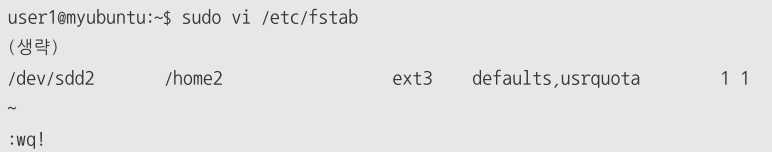 user1@myubuntu:~$ sudo vi /etc/fstab
(생략)
/dev/sdd2 /home2 ext3 defaults,usrquota 1 1
~
:wq!